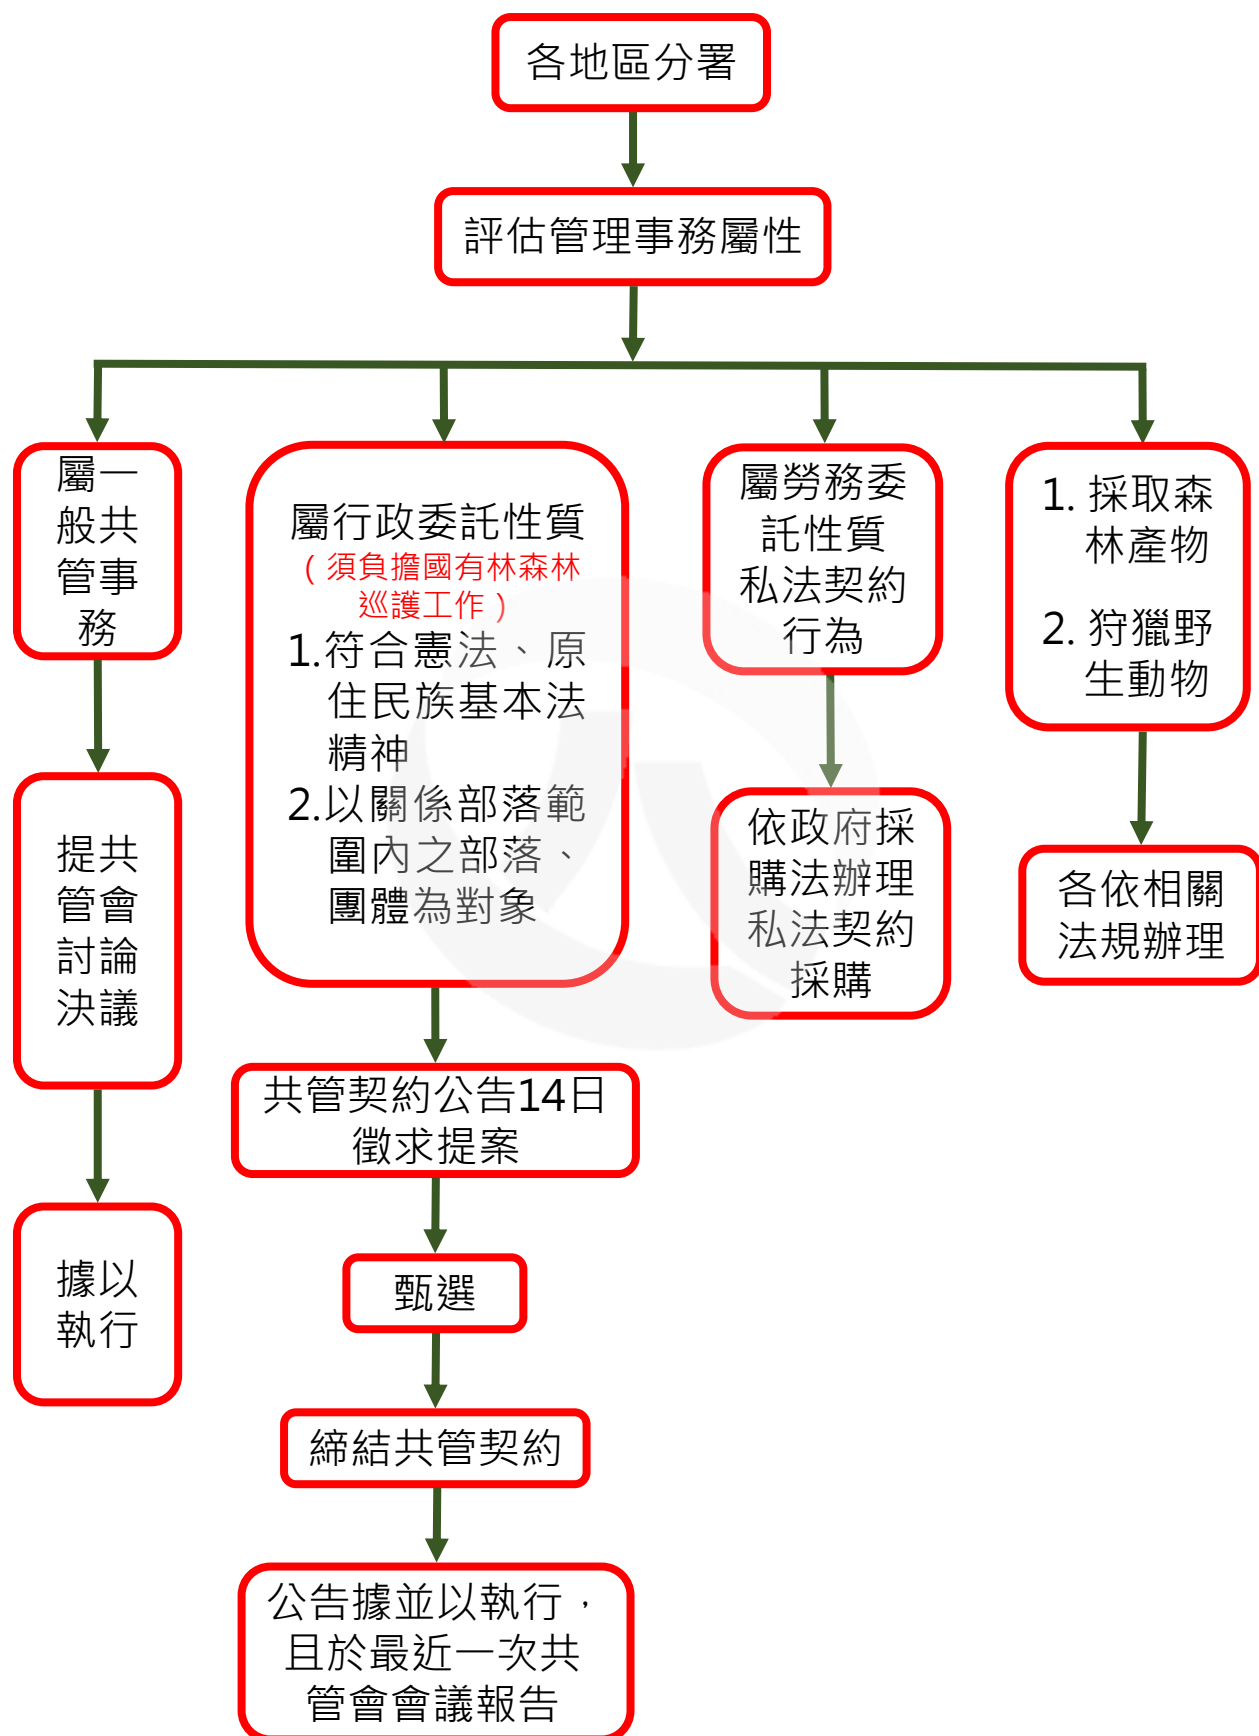 各地區分署
評估管理事務屬性
屬一
般共
管事
務
提共
管會
討論
決議
據以
執行
屬行政委託性質
（須負擔國有林森林
巡護工作）
1.符合憲法、原
住民族基本法
精神
2.以關係部落範
圍內之部落、
團體為對象
共管契約公告14日
徵求提案
甄選
締結共管契約
公告據並以執行，
且於最近一次共
管會會議報告
屬勞務委
託性質
私法契約
行為
依政府採
購法辦理
私法契約
採購
1. 採取森
林產物
2. 狩獵野
生動物
各依相關
法規辦理